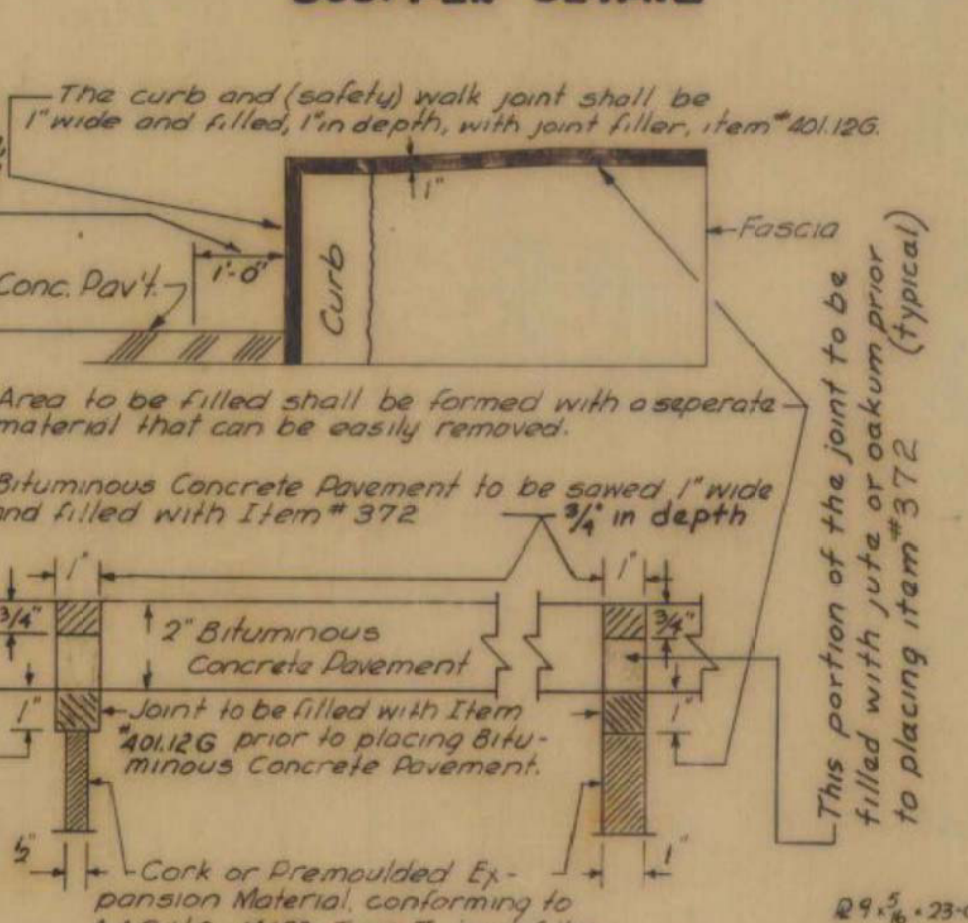 The curb and (safety) walk joint shall be
1" wide and filled, 1" in depth, with joint filler, item #401.12G.
1"
Fascia
1'-0"
Conc. Pav't.
Curb
Area to be filled shall be formed with a seperate
material that can be easily removed.
Bituminous Concrete Pavement to be sawed 1" wide
and filled with Item # 372
3/4" in depth
1"
1"
3/4"
3/4"
2" Bituminous
Concrete Pavement
1"
1"
Joint to be filled with Item
#401.12G prior to placing Bitu-
minous Concrete Pavement.
1/2"
1"
Cork or Premoulded Ex-
pansion Material, conforming to
This portion of the joint to be
filled with jute or oakum prior
to placing item #372 (typical)